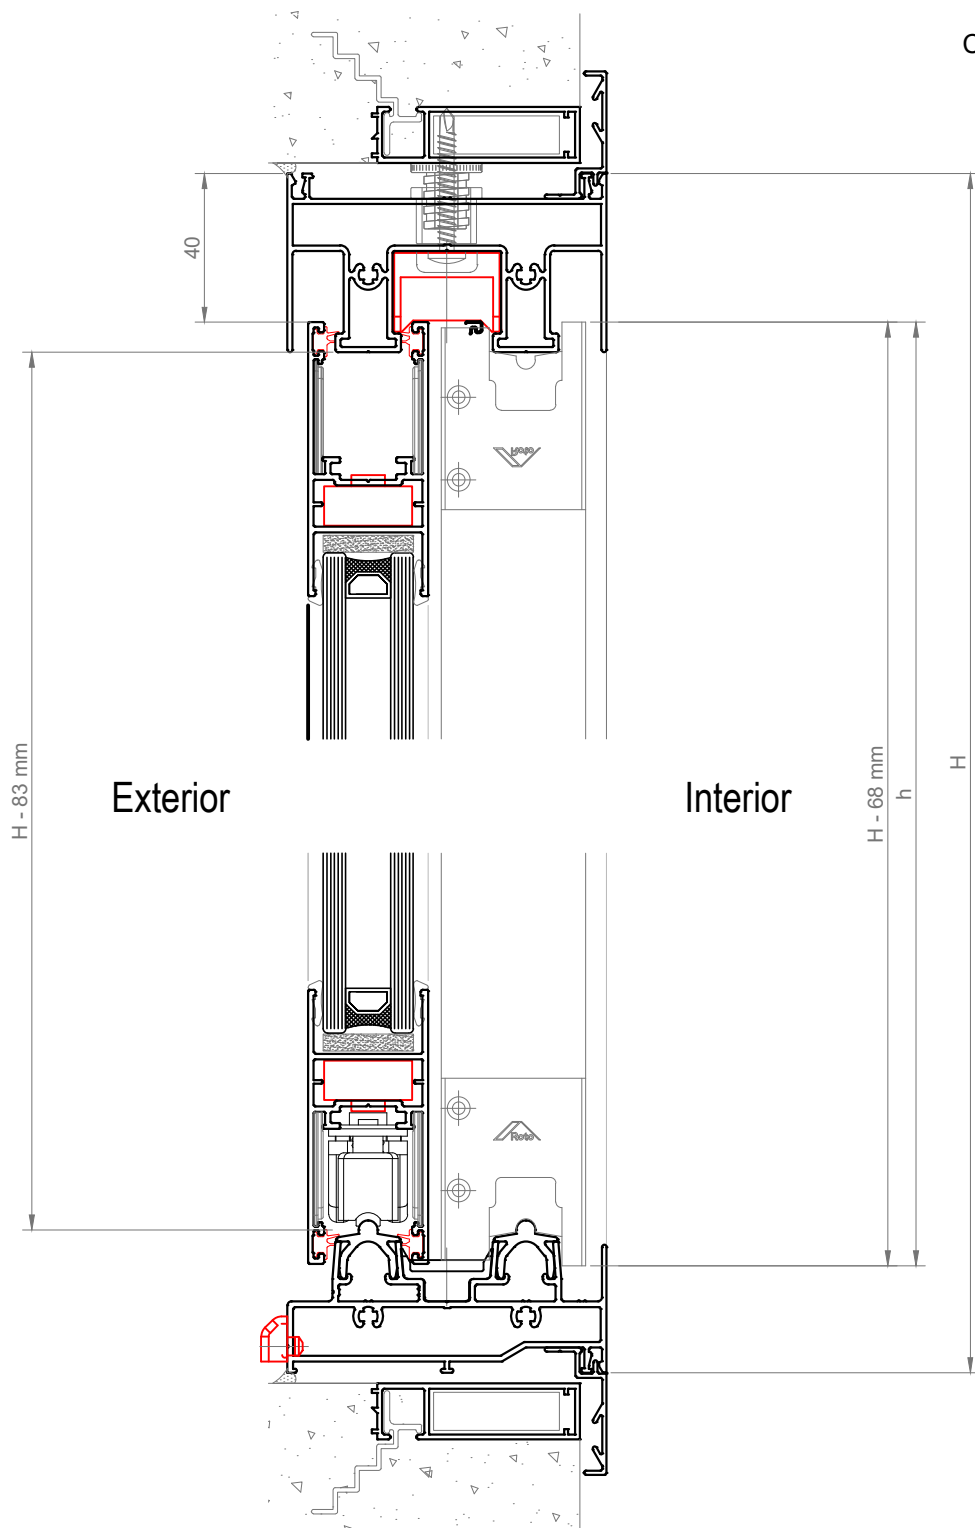 C
40
Roto
H - 83 mm
Exterior
Interior
H - 68 mm
h
H
Roto